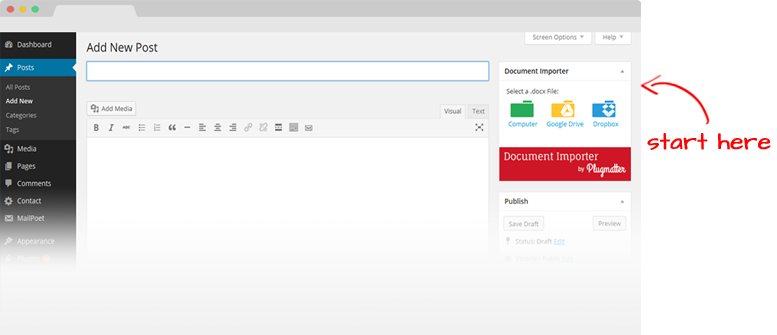 Screen Options
Help
Dashboard
Posts
All Posts
Add New
Categories
Tags
Media
Pages
Comments
Contact
MailPoet
Appearance
Add New Post
Add Media
Visual
Text
B I ABC
Document Importer
Select a .docx File:
Computer
Google Drive
Dropbox
Document Importer
by Plugmatter
Publish
Save Draft
Preview
Status: Draft Edit
start here